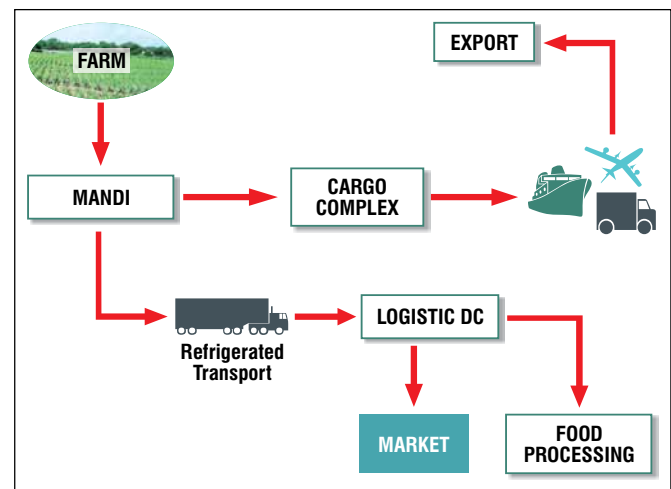 FARM
EXPORT
MANDI
CARGO
COMPLEX
Refrigerated
Transport
LOGISTIC DC
MARKET
FOOD
PROCESSING